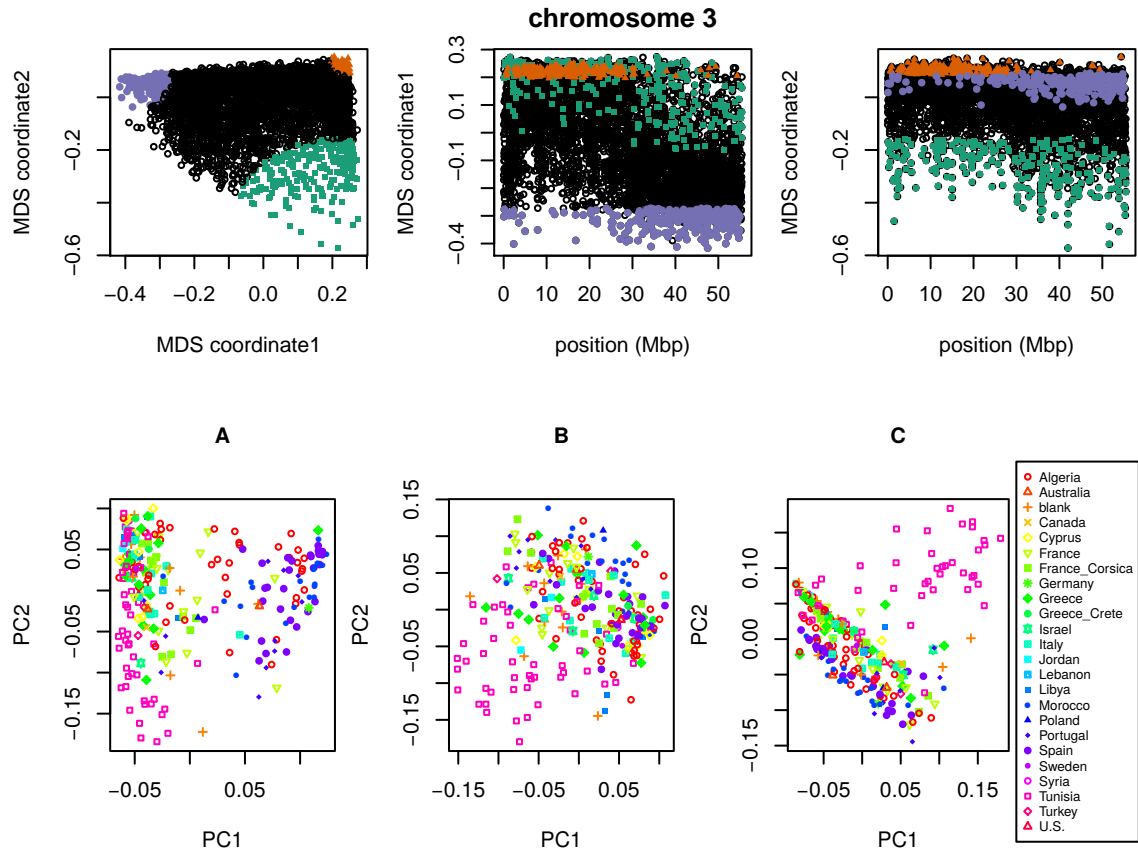 chromosome 3
MDS coordinate2
−0.6
−0.2
−0.4
−0.2
0.0
0.2
MDS coordinate1
MDS coordinate1
−0.4
−0.1
0.1
0.3
0
10
20
30
40
50
position (Mbp)
MDS coordinate2
−0.6
−0.2
0
10
20
30
40
50
position (Mbp)
A
PC2
−0.15
−0.05
0.05
−0.05
0.05
PC1
B
PC2
−0.15
−0.05
0.05
0.15
−0.15
−0.05
0.05
PC1
C
PC2
−0.15
0.00
0.10
−0.05
0.05
0.15
PC1
Algeria
Australia
blank
Canada
Cyprus
France
France_Corsica
Germany
Greece
Greece_Crete
Israel
Italy
Jordan
Lebanon
Libya
Morocco
Poland
Portugal
Spain
Sweden
Syria
Tunisia
Turkey
U.S.